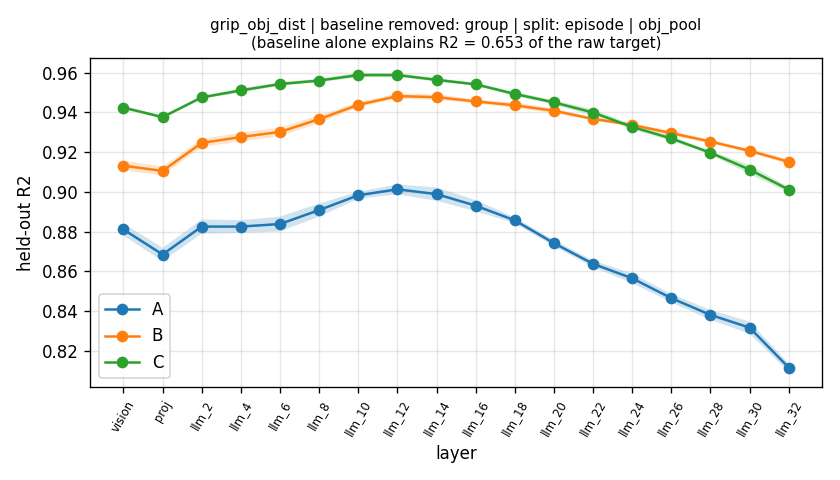 grip_obj_dist | baseline removed: group | split: episode | obj_pool
(baseline alone explains R2 = 0.653 of the raw target)
held-out R2
0.96
0.94
0.92
0.90
0.88
0.86
0.84
0.82
A
B
C
vision
proj
llm_2
llm_4
llm_6
llm_8
llm_10
llm_12
llm_14
llm_16
llm_18
llm_20
llm_22
llm_24
llm_26
llm_28
llm_30
llm_32
layer